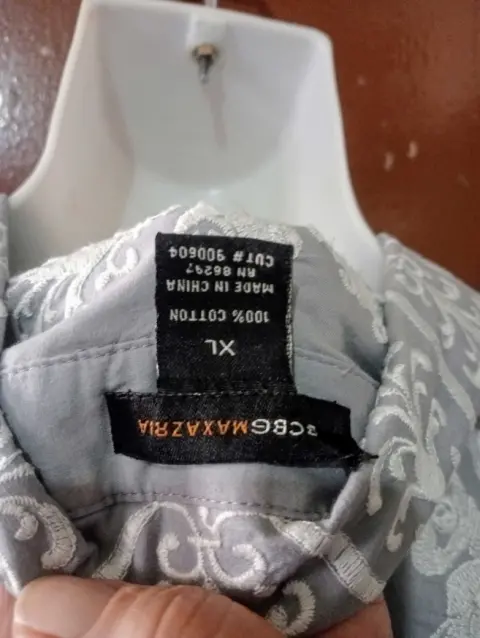 BCBGMAXAZRIA
XL
100% COTTON
MADE IN CHINA
RN 86297
CUT# 900604